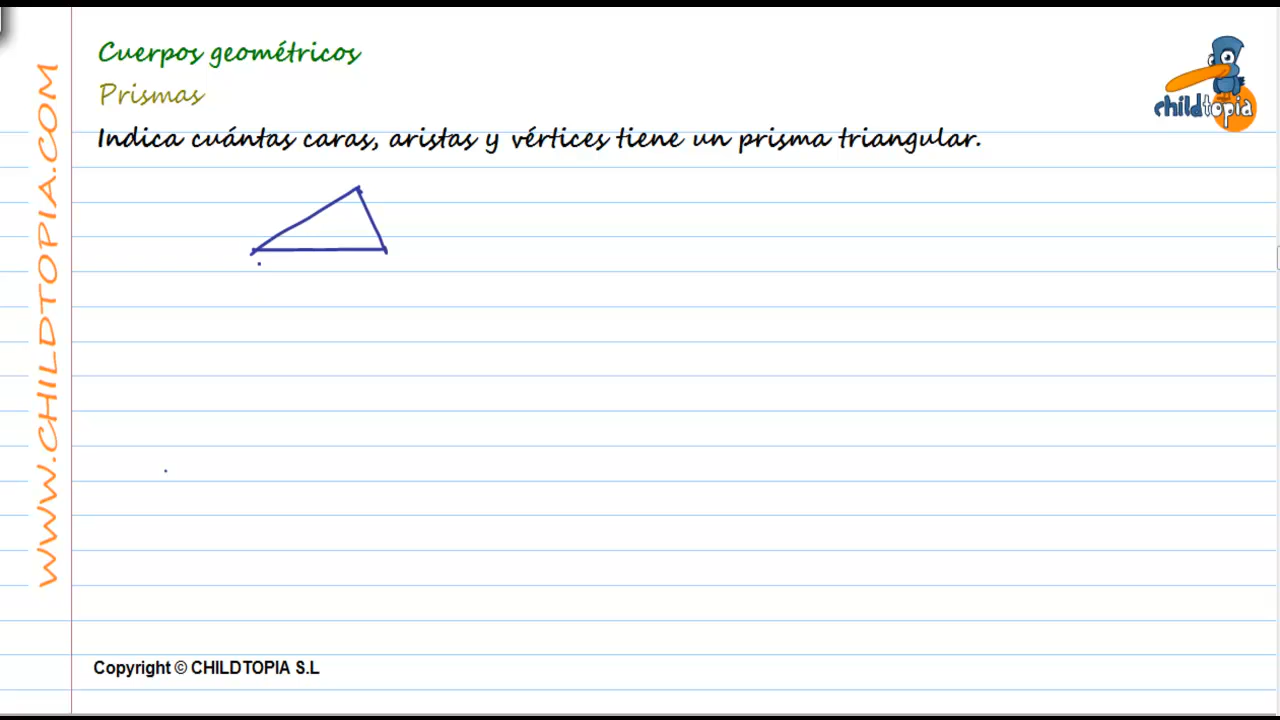 Cuerpos geométricos
Prismas
Indica cuántas caras, aristas y vértices tiene un prisma triangular.
childtopia
WWW.CHILDTOPIA.COM
Copyright © CHILDTOPIA S.L